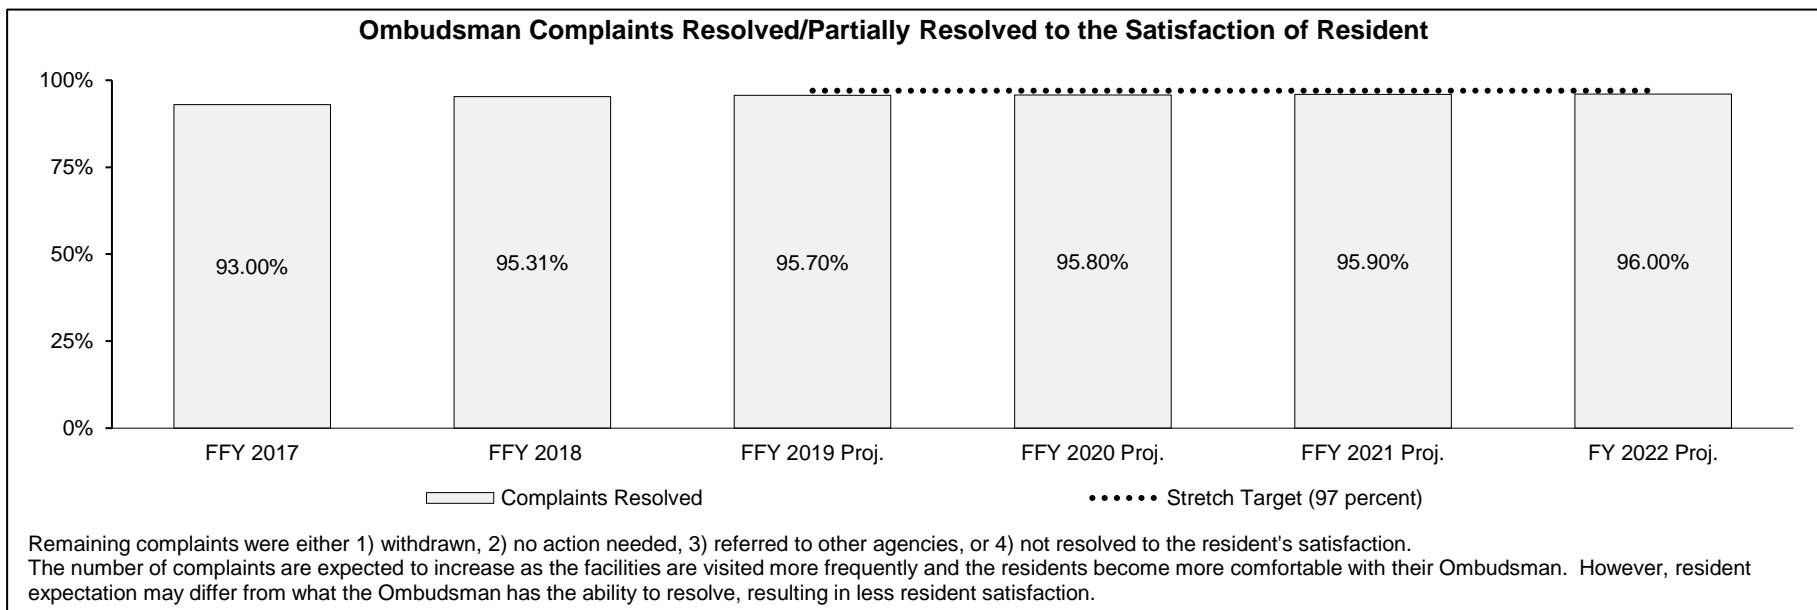 Ombudsman Complaints Resolved/Partially Resolved to the Satisfaction of Resident
100%
75%
50%
25%
0%
93.00%
95.31%
95.70%
95.80%
95.90%
96.00%
FFY 2017
FFY 2018
FFY 2019 Proj.
FFY 2020 Proj.
FFY 2021 Proj.
FY 2022 Proj.
Complaints Resolved
Stretch Target (97 percent)
Remaining complaints were either 1) withdrawn, 2) no action needed, 3) referred to other agencies, or 4) not resolved to the resident's satisfaction.
The number of complaints are expected to increase as the facilities are visited more frequently and the residents become more comfortable with their Ombudsman.  However, resident
expectation may differ from what the Ombudsman has the ability to resolve, resulting in less resident satisfaction.